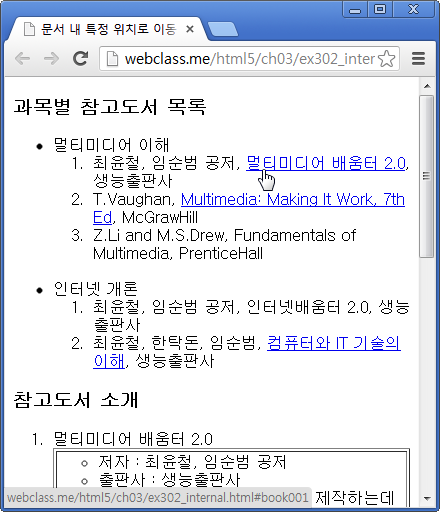 문서 내 특정 위치로 이동
webclass.me/html5/ch03/ex302_inter
과목별 참고도서 목록
• 멀티미디어 이해
1. 최윤철, 임순범 공저, 멀티미디어 배움터 2.0,
생능출판사
2. T.Vaughan, Multimedia: Making It Work, 7th
Ed, McGrawHill
3. Z.Li and M.S.Drew, Fundamentals of
Multimedia, PrenticeHall
• 인터넷 개론
1. 최윤철, 임순범 공저, 인터넷배움터 2.0, 생능
출판사
2. 최윤철, 한탁돈, 임순범, 컴퓨터와 IT 기술의
이해, 생능출판사
참고도서 소개
1. 멀티미디어 배움터 2.0
○ 저자 : 최윤철, 임순범 공저
○ 출판사 : 생능출판사
webclass.me/html5/ch03/ex302_internal.html#book001 제작하는데